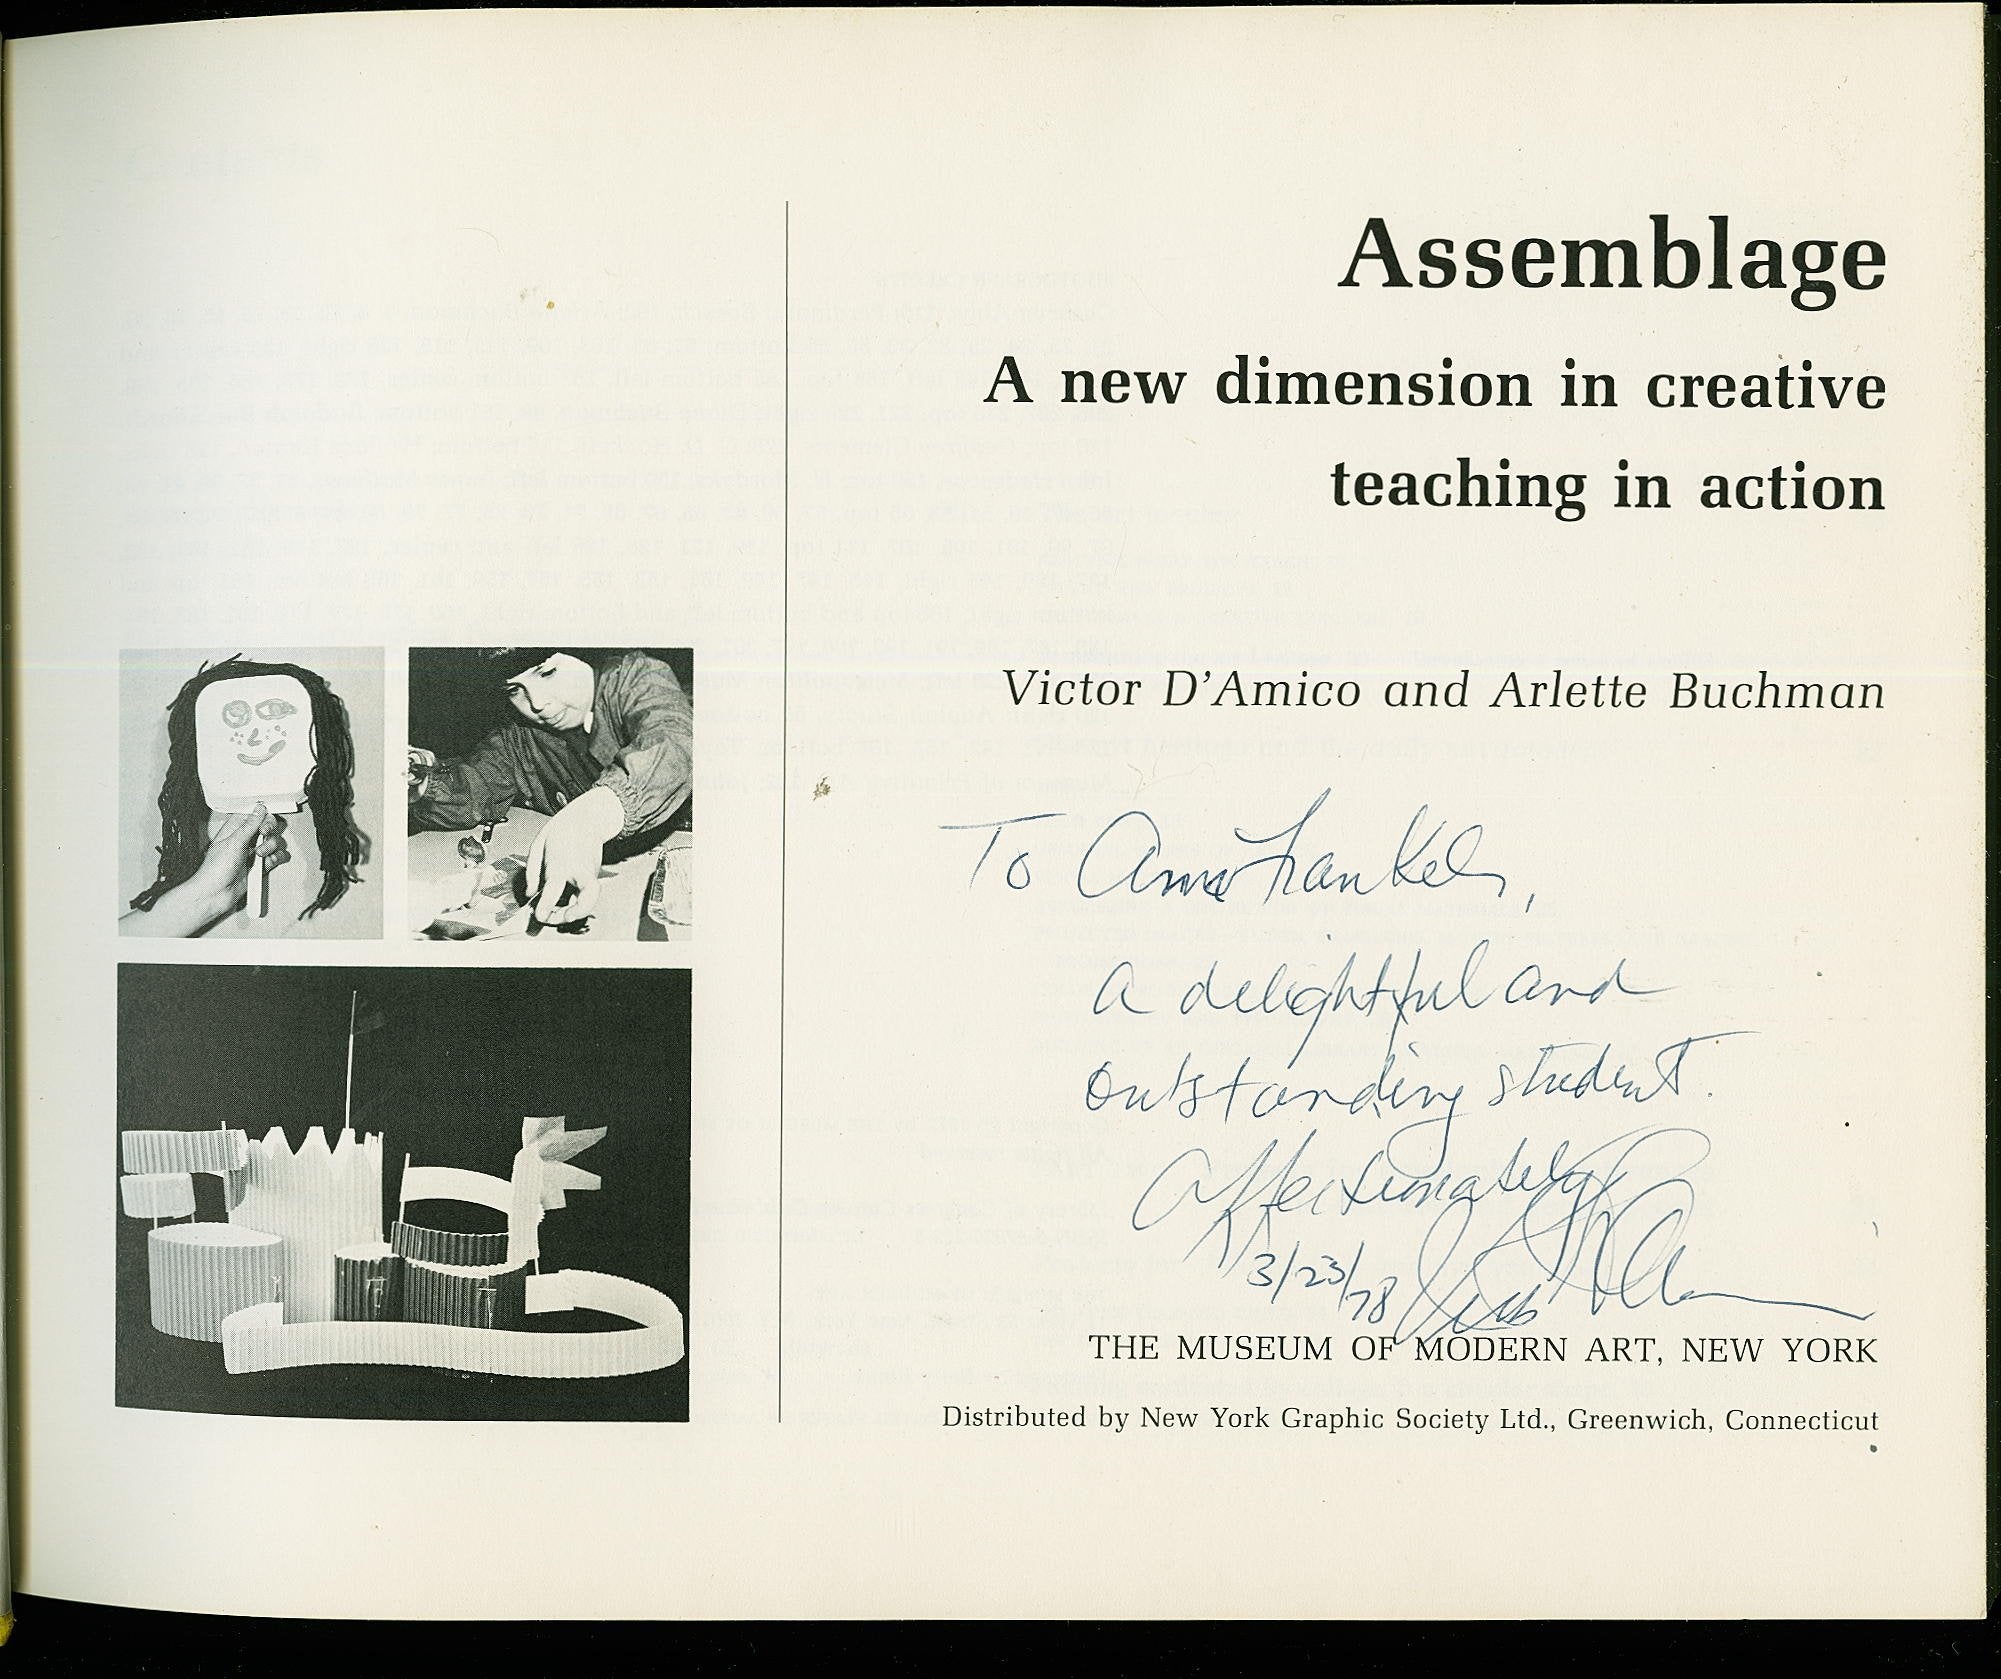 Assemblage
A new dimension in creative
teaching in action
Victor D'Amico and Arlette Buchman
To Ann Frankel,
a delightful and
outstanding student.
Affectionately
3/23/78
THE MUSEUM OF MODERN ART, NEW YORK
Distributed by New York Graphic Society Ltd., Greenwich, Connecticut